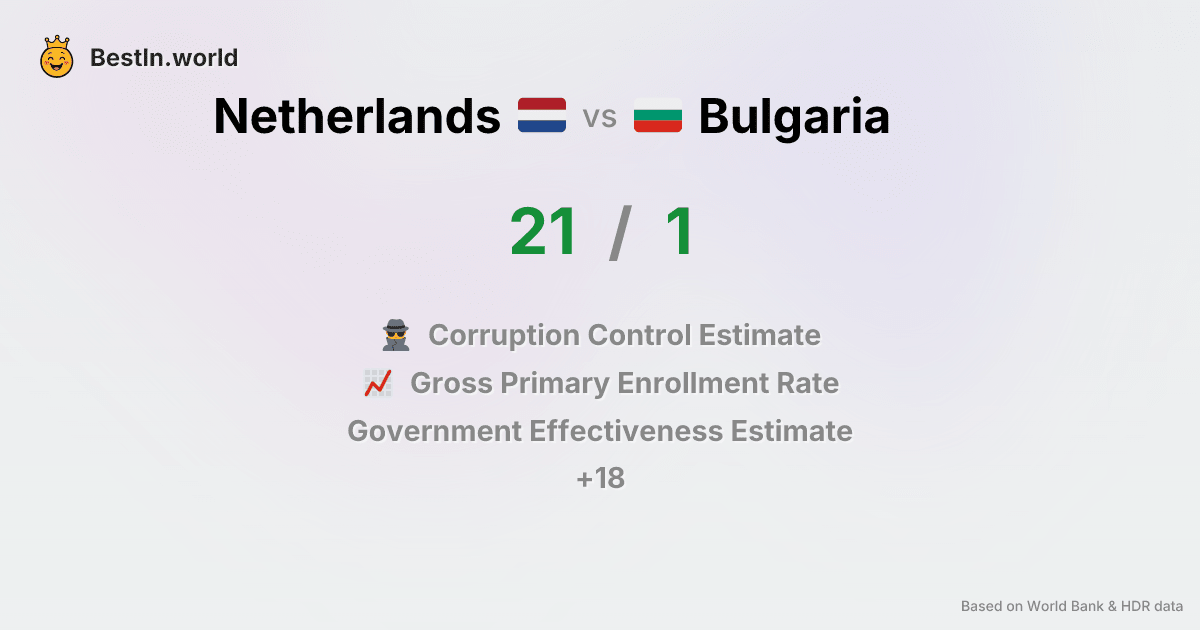 BestIn.world
Netherlands vs Bulgaria
21 / 1
Corruption Control Estimate
Gross Primary Enrollment Rate
Government Effectiveness Estimate
+18
Based on World Bank & HDR data